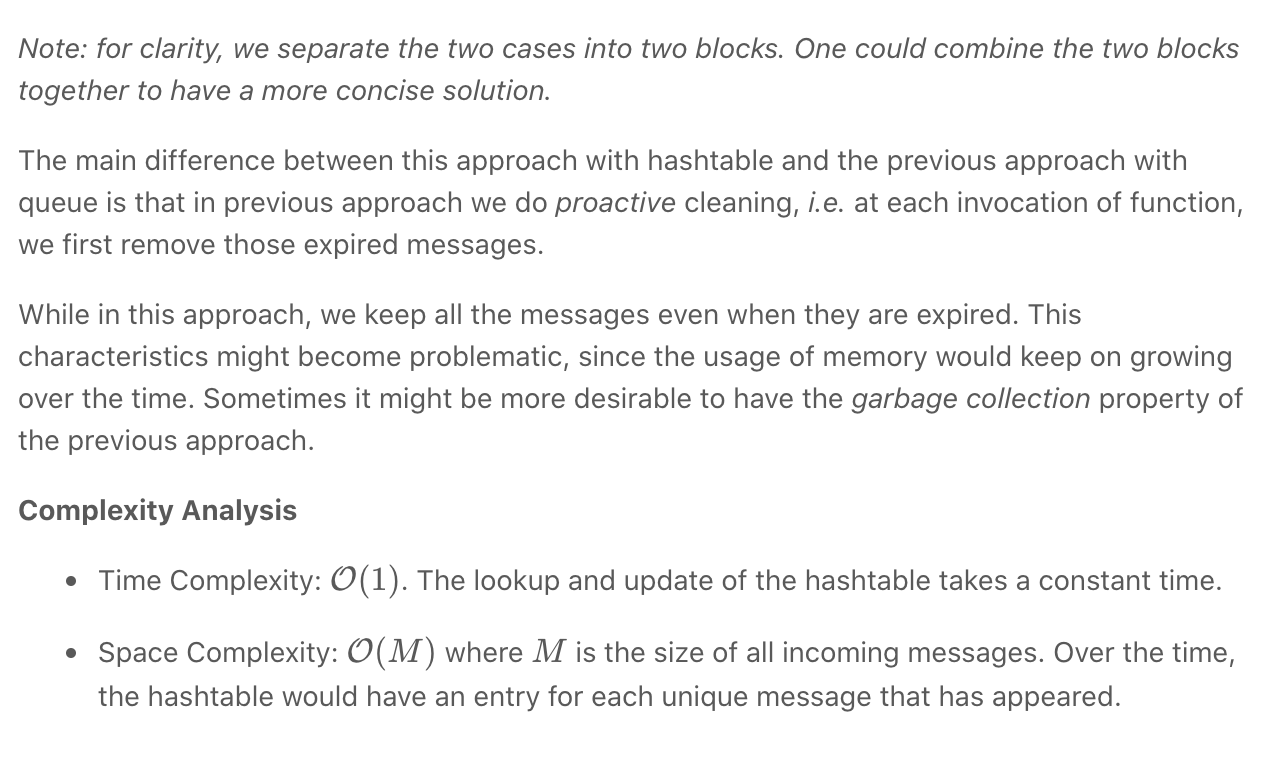 Note: for clarity, we separate the two cases into two blocks. One could combine the two blocks
together to have a more concise solution.
The main difference between this approach with hashtable and the previous approach with
queue is that in previous approach we do proactive cleaning, i.e. at each invocation of function,
we first remove those expired messages.
While in this approach, we keep all the messages even when they are expired. This
characteristics might become problematic, since the usage of memory would keep on growing
over the time. Sometimes it might be more desirable to have the garbage collection property of
the previous approach.
Complexity Analysis
• Time Complexity: 𝒪(1). The lookup and update of the hashtable takes a constant time.
• Space Complexity: 𝒪(M) where M is the size of all incoming messages. Over the time,
the hashtable would have an entry for each unique message that has appeared.